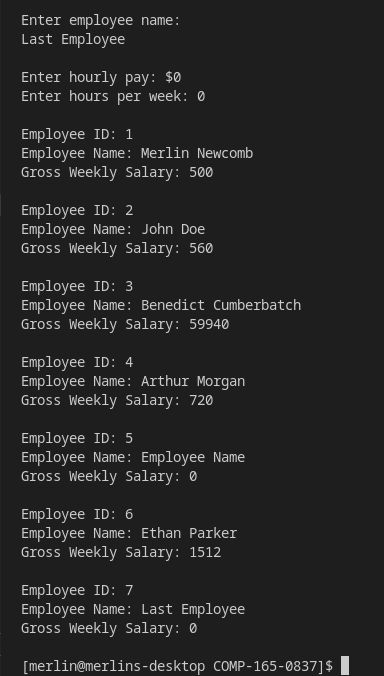 Enter employee name:
Last Employee
Enter hourly pay: $0
Enter hours per week: 0
Employee ID: 1
Employee Name: Merlin Newcomb
Gross Weekly Salary: 500
Employee ID: 2
Employee Name: John Doe
Gross Weekly Salary: 560
Employee ID: 3
Employee Name: Benedict Cumberbatch
Gross Weekly Salary: 59940
Employee ID: 4
Employee Name: Arthur Morgan
Gross Weekly Salary: 720
Employee ID: 5
Employee Name: Employee Name
Gross Weekly Salary: 0
Employee ID: 6
Employee Name: Ethan Parker
Gross Weekly Salary: 1512
Employee ID: 7
Employee Name: Last Employee
Gross Weekly Salary: 0
[merlin@merlins-desktop COMP-165-0837]$